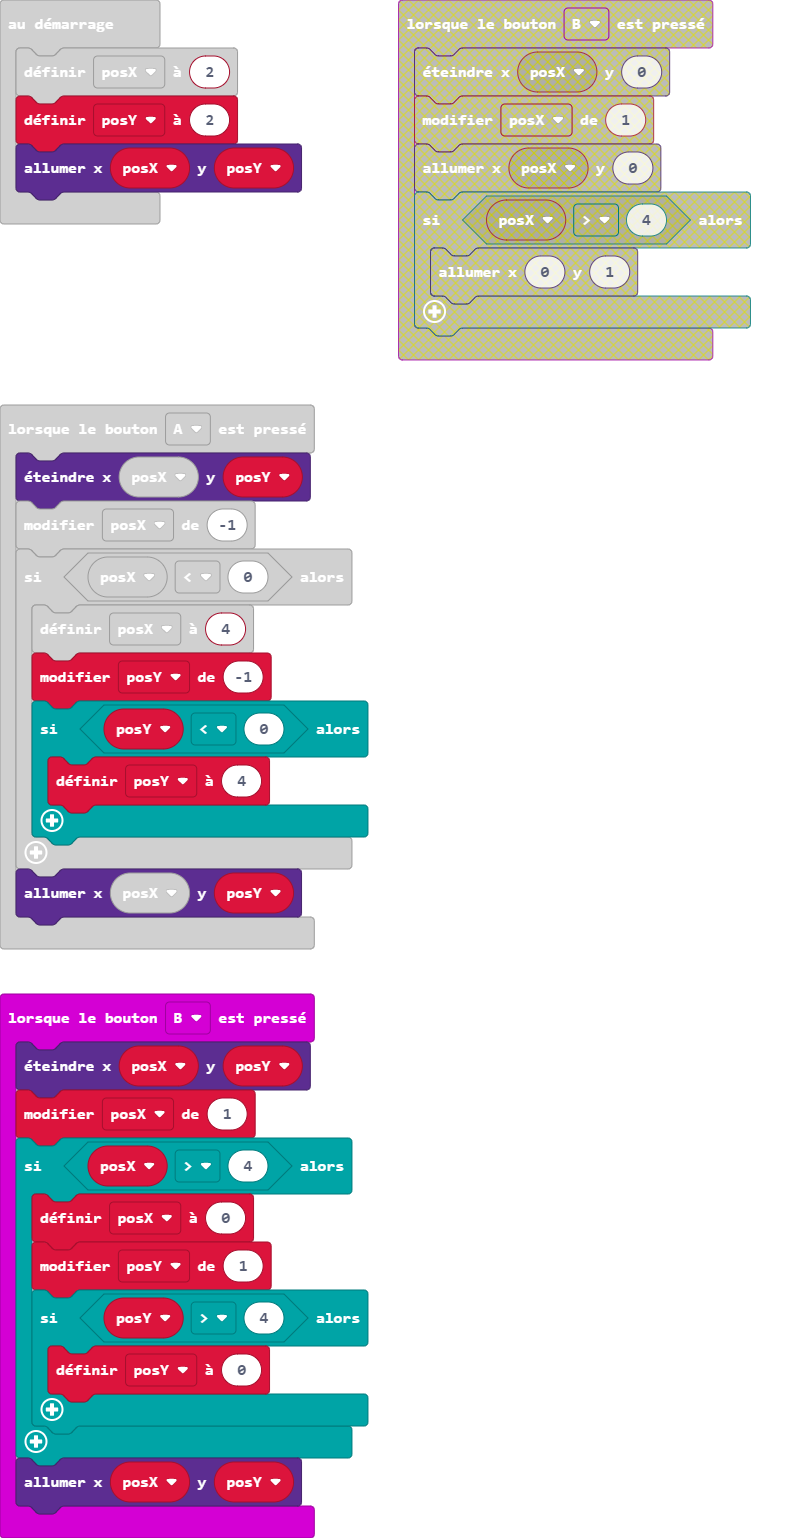 au démarrage
définir posX à 2
définir posY à 2
allumer x posX y posY
lorsque le bouton B est pressé
éteindre x posX y 0
modifier posX de 1
allumer x posX y 0
si posX > 4 alors
allumer x 0 y 1
lorsque le bouton A est pressé
éteindre x posX y posY
modifier posX de -1
si posX < 0 alors
définir posX à 4
modifier posY de -1
si posY < 0 alors
définir posY à 4
allumer x posX y posY
lorsque le bouton B est pressé
éteindre x posX y posY
modifier posX de 1
si posX > 4 alors
définir posX à 0
modifier posY de 1
si posY > 4 alors
définir posY à 0
allumer x posX y posY